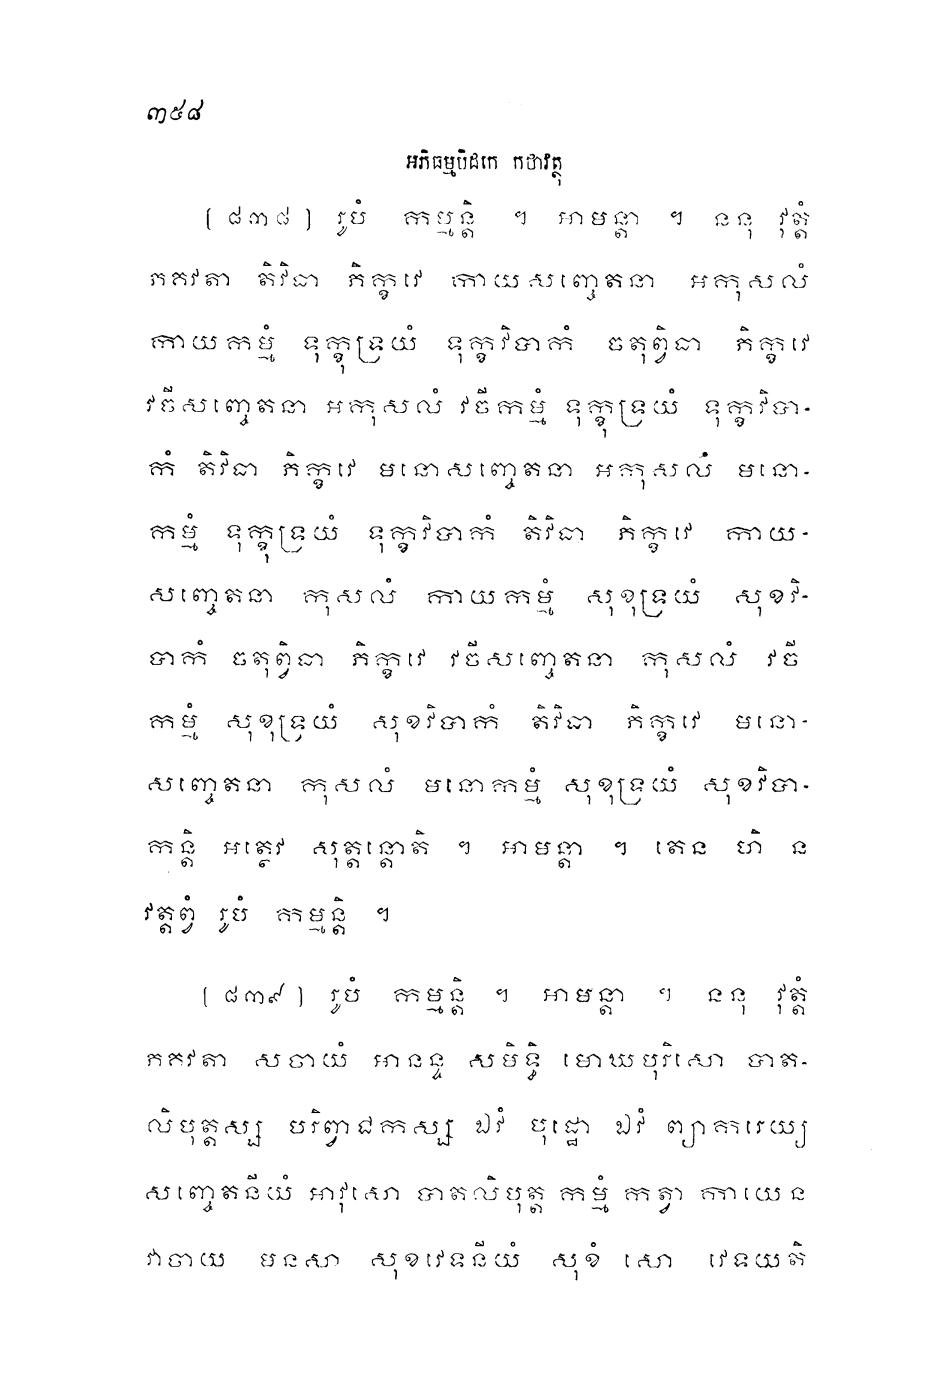 ៣៥៨
អភិធម្មបិដកេ កថាវត្ថុ
[ ៨៣៨ ] រូបំ កម្មន្តិ ។ អាមន្តា ។ ននុ វុត្តំ
ភគវតា តិវិធា ភិក្ខវេ កាយសញ្ចេតនា អកុសលំ
កាយកម្មំ ទុក្ខុទ្រយំ ទុក្ខវិបាកំ ចតុព្វិធា ភិក្ខវេ
វចីសញ្ចេតនា អកុសលំ វចីកម្មំ ទុក្ខុទ្រយំ ទុក្ខវិបា-
កំ តិវិធា ភិក្ខវេ មនោសញ្ចេតនា អកុសលំ មនោ-
កម្មំ ទុក្ខុទ្រយំ ទុក្ខវិបាកំ តិវិធា ភិក្ខវេ កាយ-
សញ្ចេតនា កុសលំ កាយកម្មំ សុខុទ្រយំ សុខវិ-
បាកំ ចតុព្វិធា ភិក្ខវេ វចីសញ្ចេតនា កុសលំ វចី
កម្មំ សុខុទ្រយំ សុខវិបាកំ តិវិធា ភិក្ខវេ មនោ-
សញ្ចេតនា កុសលំ មនោកម្មំ សុខុទ្រយំ សុខវិបា-
កន្តិ អត្ថេវ សុត្តន្តោតិ ។ អាមន្តា ។ តេន ហិ ន
វត្តព្វំ រូបំ កម្មន្តិ ។
[ ៨៣៩ ] រូបំ កម្មន្តិ ។ អាមន្តា ។ ននុ វុត្តំ
ភគវតា សចាយំ អានន្ទ សមិទ្ធិ មោឃបុរិសោ បាត-
លិបុត្តស្ស បរិព្វាជកស្ស ឯវំ បុដ្ឋោ ឯវំ ព្យាករេយ្យ
សញ្ចេតនីយំ អាវុសោ បាតលិបុត្ត កម្មំ កត្វា កាយេន
វាចាយ មនសា សុខវេទនីយំ សុខំ សោ វេទយតិ